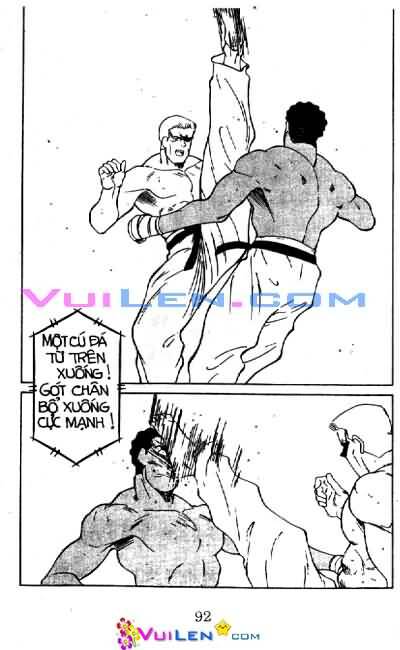 VUILEN.COM
MỘT CÚ ĐÁ
TỪ TRÊN
XUỐNG!
GÓT CHÂN
BỔ XUỐNG
CỰC MẠNH!
92
VUILEN.COM